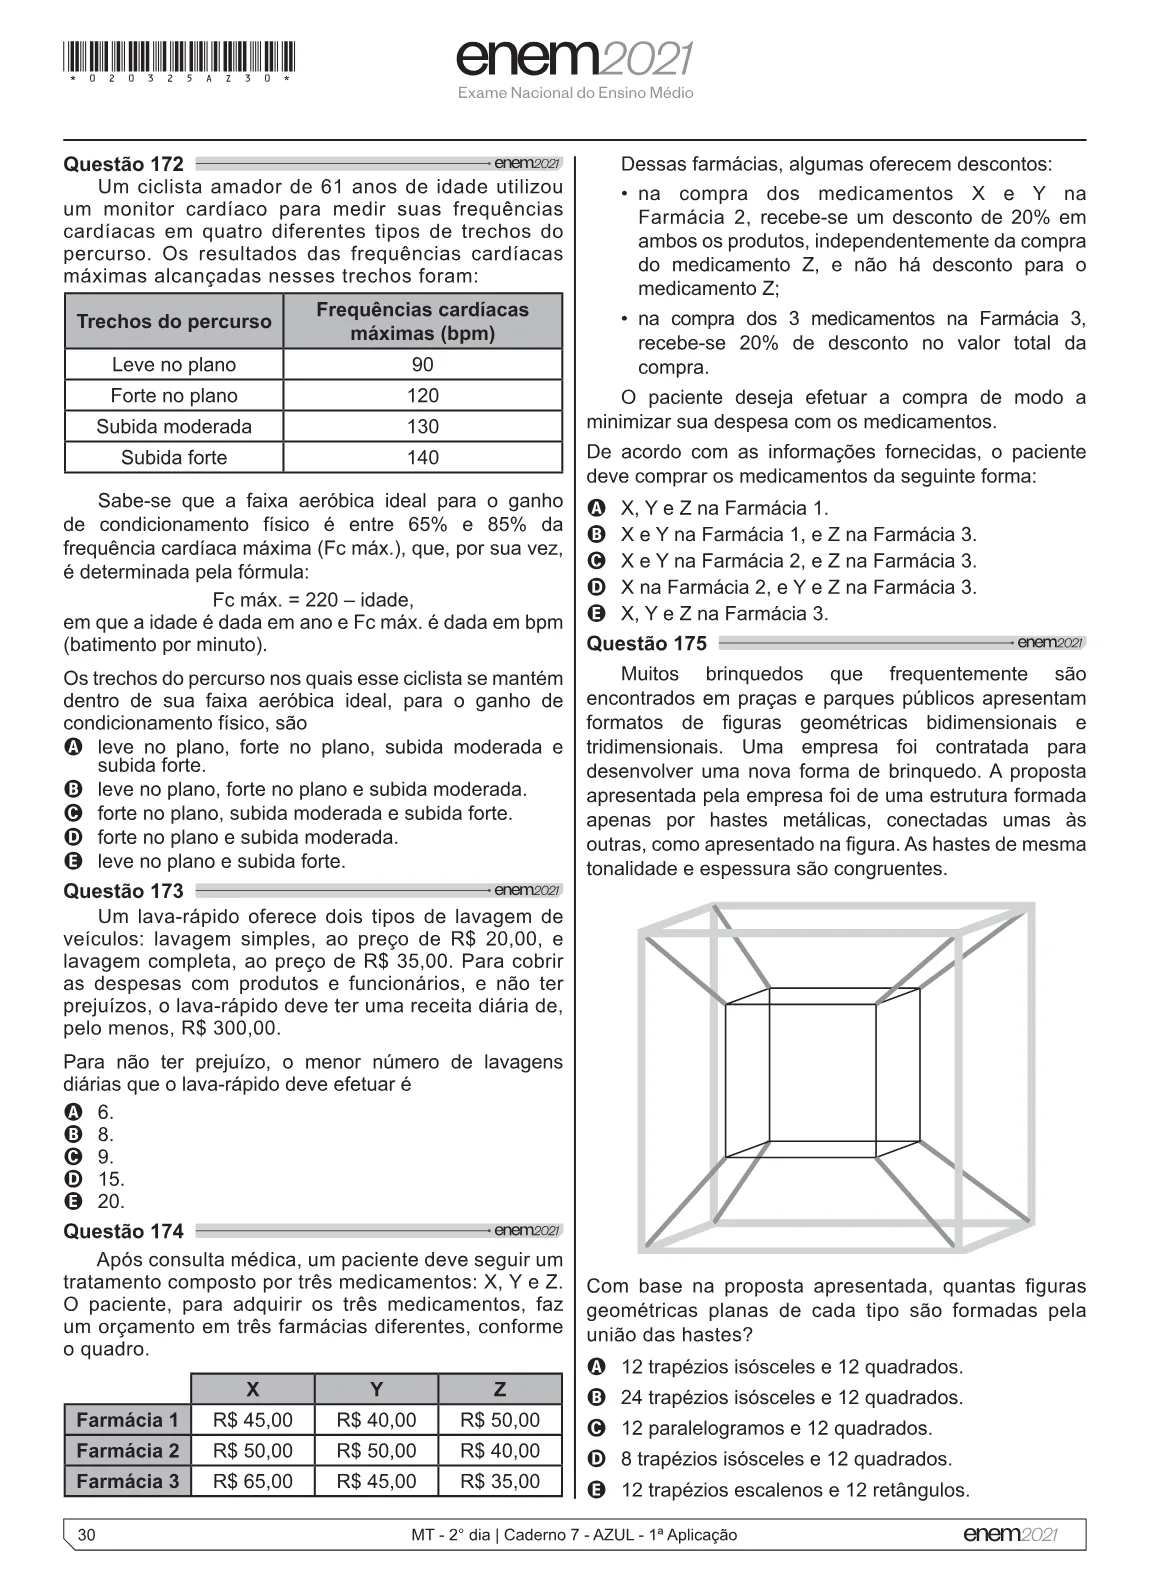 *020325AZ30*
enem2021
Exame Nacional do Ensino Médio
Questão 172 enem2021
Um ciclista amador de 61 anos de idade utilizou
um monitor cardíaco para medir suas frequências
cardíacas em quatro diferentes tipos de trechos do
percurso. Os resultados das frequências cardíacas
máximas alcançadas nesses trechos foram:
Trechos do percurso
Frequências cardíacas
máximas (bpm)
Leve no plano 90
Forte no plano 120
Subida moderada 130
Subida forte 140
Sabe-se que a faixa aeróbica ideal para o ganho
de condicionamento físico é entre 65% e 85% da
frequência cardíaca máxima (Fc máx.), que, por sua vez,
é determinada pela fórmula:
Fc máx. = 220 – idade,
em que a idade é dada em ano e Fc máx. é dada em bpm
(batimento por minuto).
Os trechos do percurso nos quais esse ciclista se mantém
dentro de sua faixa aeróbica ideal, para o ganho de
condicionamento físico, são
A leve no plano, forte no plano, subida moderada e
subida forte.
B leve no plano, forte no plano e subida moderada.
C forte no plano, subida moderada e subida forte.
D forte no plano e subida moderada.
E leve no plano e subida forte.
Questão 173 enem2021
Um lava-rápido oferece dois tipos de lavagem de
veículos: lavagem simples, ao preço de R$ 20,00, e
lavagem completa, ao preço de R$ 35,00. Para cobrir
as despesas com produtos e funcionários, e não ter
prejuízos, o lava-rápido deve ter uma receita diária de,
pelo menos, R$ 300,00.
Para não ter prejuízo, o menor número de lavagens
diárias que o lava-rápido deve efetuar é
A 6.
B 8.
C 9.
D 15.
E 20.
Questão 174 enem2021
Após consulta médica, um paciente deve seguir um
tratamento composto por três medicamentos: X, Y e Z.
O paciente, para adquirir os três medicamentos, faz
um orçamento em três farmácias diferentes, conforme
o quadro.
X Y Z
Farmácia 1 R$ 45,00 R$ 40,00 R$ 50,00
Farmácia 2 R$ 50,00 R$ 50,00 R$ 40,00
Farmácia 3 R$ 65,00 R$ 45,00 R$ 35,00
Dessas farmácias, algumas oferecem descontos:
• na compra dos medicamentos X e Y na
Farmácia 2, recebe-se um desconto de 20% em
ambos os produtos, independentemente da compra
do medicamento Z, e não há desconto para o
medicamento Z;
• na compra dos 3 medicamentos na Farmácia 3,
recebe-se 20% de desconto no valor total da
compra.
O paciente deseja efetuar a compra de modo a
minimizar sua despesa com os medicamentos.
De acordo com as informações fornecidas, o paciente
deve comprar os medicamentos da seguinte forma:
A X, Y e Z na Farmácia 1.
B X e Y na Farmácia 1, e Z na Farmácia 3.
C X e Y na Farmácia 2, e Z na Farmácia 3.
D X na Farmácia 2, e Y e Z na Farmácia 3.
E X, Y e Z na Farmácia 3.
Questão 175 enem2021
Muitos brinquedos que frequentemente são
encontrados em praças e parques públicos apresentam
formatos de figuras geométricas bidimensionais e
tridimensionais. Uma empresa foi contratada para
desenvolver uma nova forma de brinquedo. A proposta
apresentada pela empresa foi de uma estrutura formada
apenas por hastes metálicas, conectadas umas às
outras, como apresentado na figura. As hastes de mesma
tonalidade e espessura são congruentes.
Com base na proposta apresentada, quantas figuras
geométricas planas de cada tipo são formadas pela
união das hastes?
A 12 trapézios isósceles e 12 quadrados.
B 24 trapézios isósceles e 12 quadrados.
C 12 paralelogramos e 12 quadrados.
D 8 trapézios isósceles e 12 quadrados.
E 12 trapézios escalenos e 12 retângulos.
30 MT - 2° dia | Caderno 7 - AZUL - 1ª Aplicação enem2021